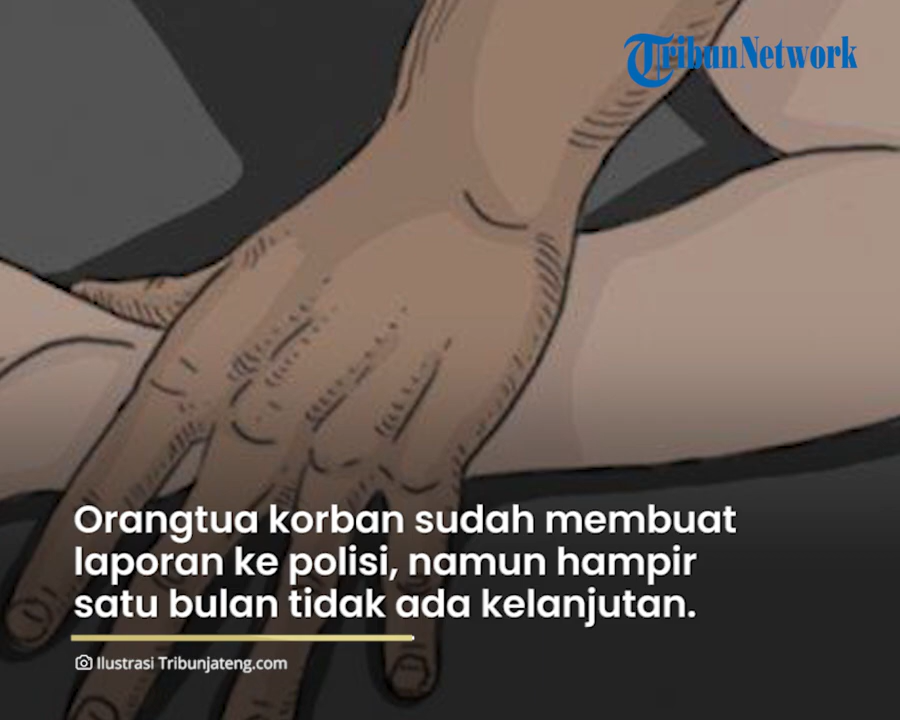 TribunNetwork
Orangtua korban sudah membuat
laporan ke polisi, namun hampir
satu bulan tidak ada kelanjutan.
Ilustrasi Tribunjateng.com